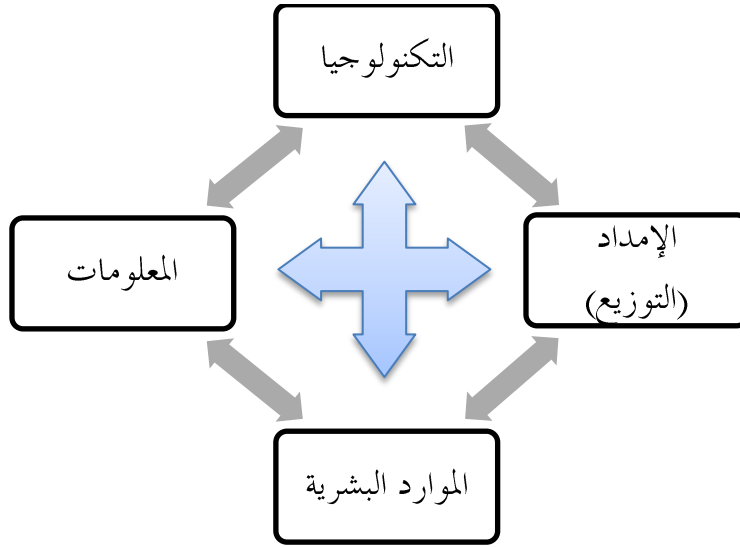 التكنولوجيا
الإمداد
(التوزيع)
المعلومات
الموارد البشرية